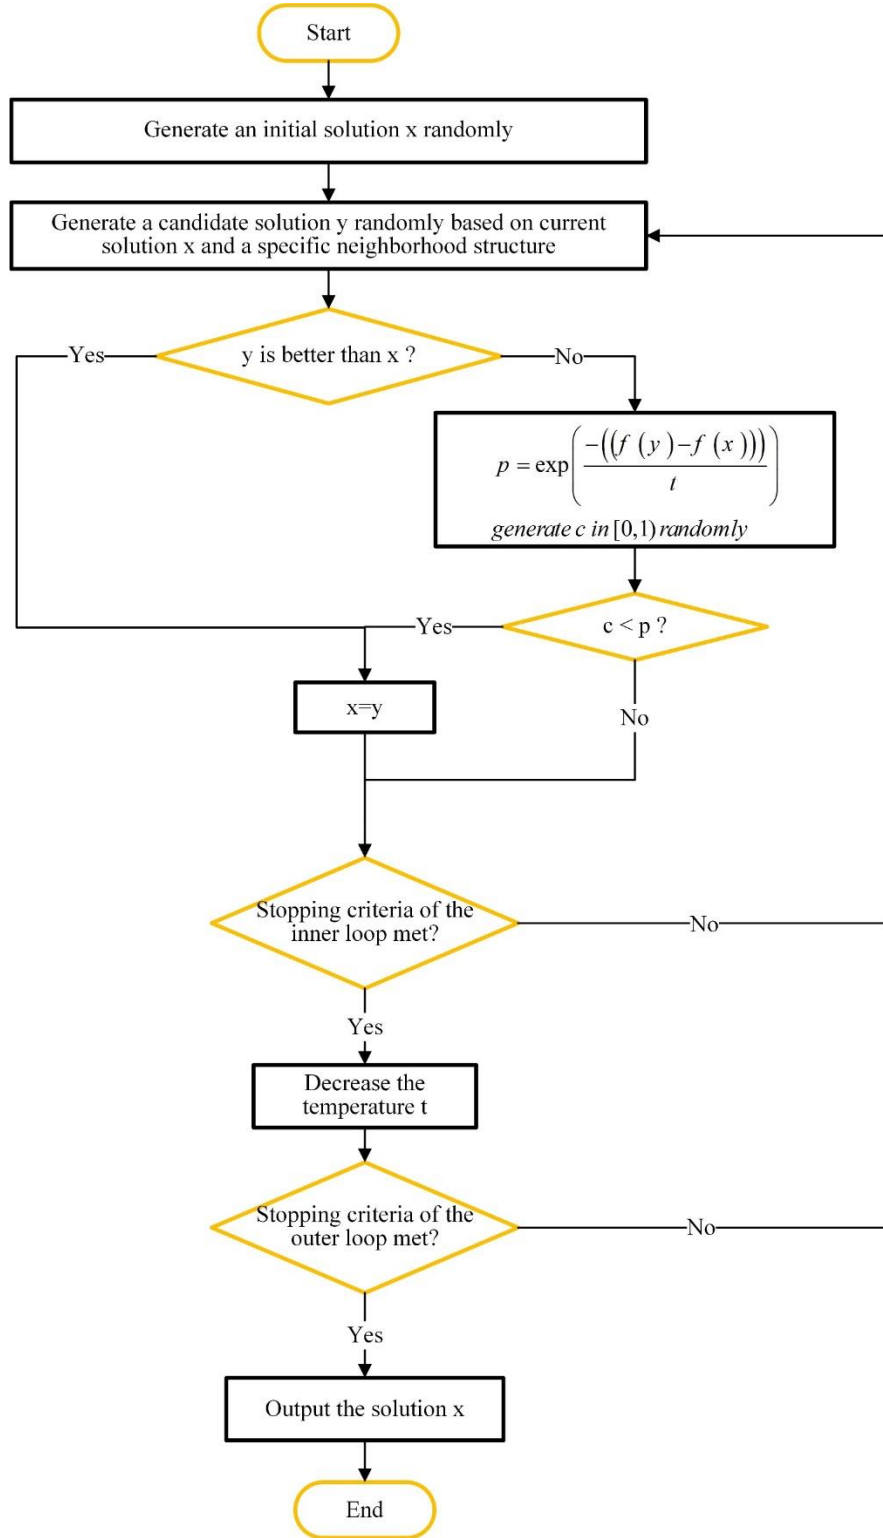 Start
Generate an initial solution x randomly
Generate a candidate solution y randomly based on current
solution x and a specific neighborhood structure
Yes
y is better than x ?
No
p = exp(-((f (y)-f (x)))/t)
generate c in [0,1) randomly
Yes
c < p ?
x=y
No
Stopping criteria of the
inner loop met?
No
Yes
Decrease the
temperature t
Stopping criteria of the
outer loop met?
No
Yes
Output the solution x
End